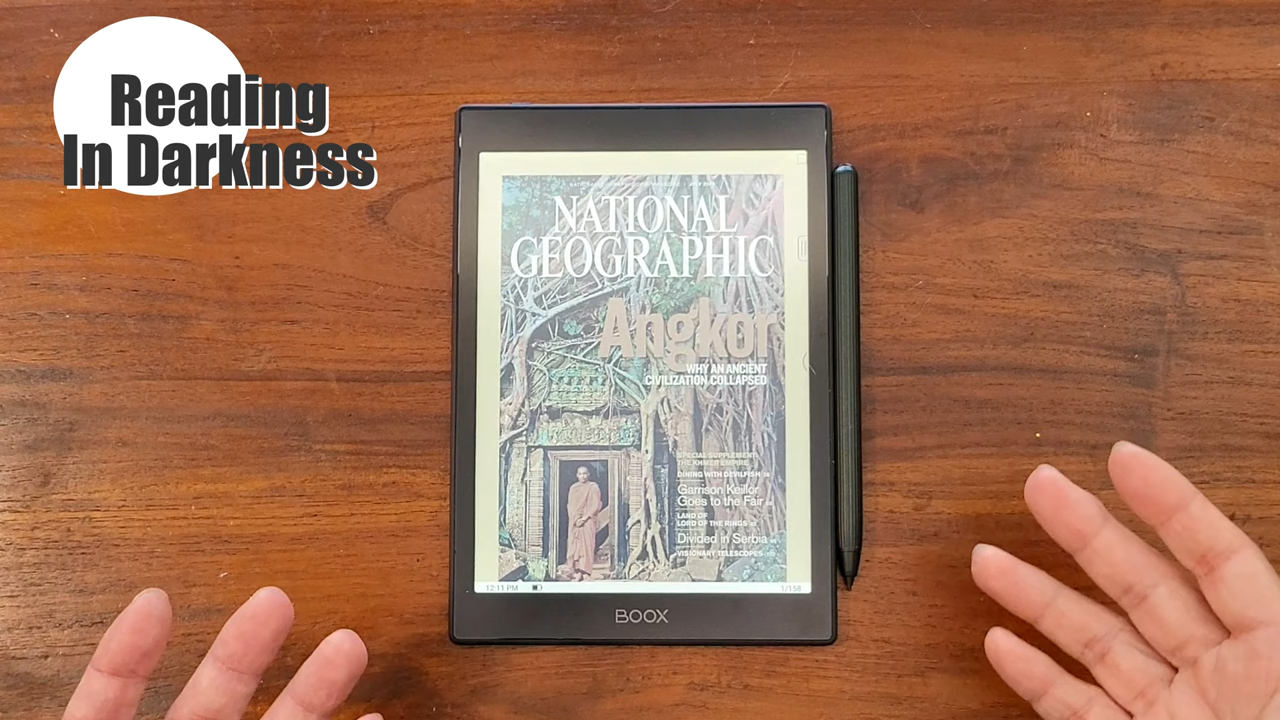 Reading
In Darkness
NATIONAL
GEOGRAPHIC
Angkor
WHY AN ANCIENT
CIVILIZATION COLLAPSED
SPECIAL SUPPLEMENT:
THE KHMER EMPIRE
DINING WITH DEVILFISH
Garrison Keillor
Goes to the Fair
LAND OF
LORD OF THE RINGS
Divided in Serbia
VISIONARY TELESCOPES
12:11 PM
1/158
BOOX